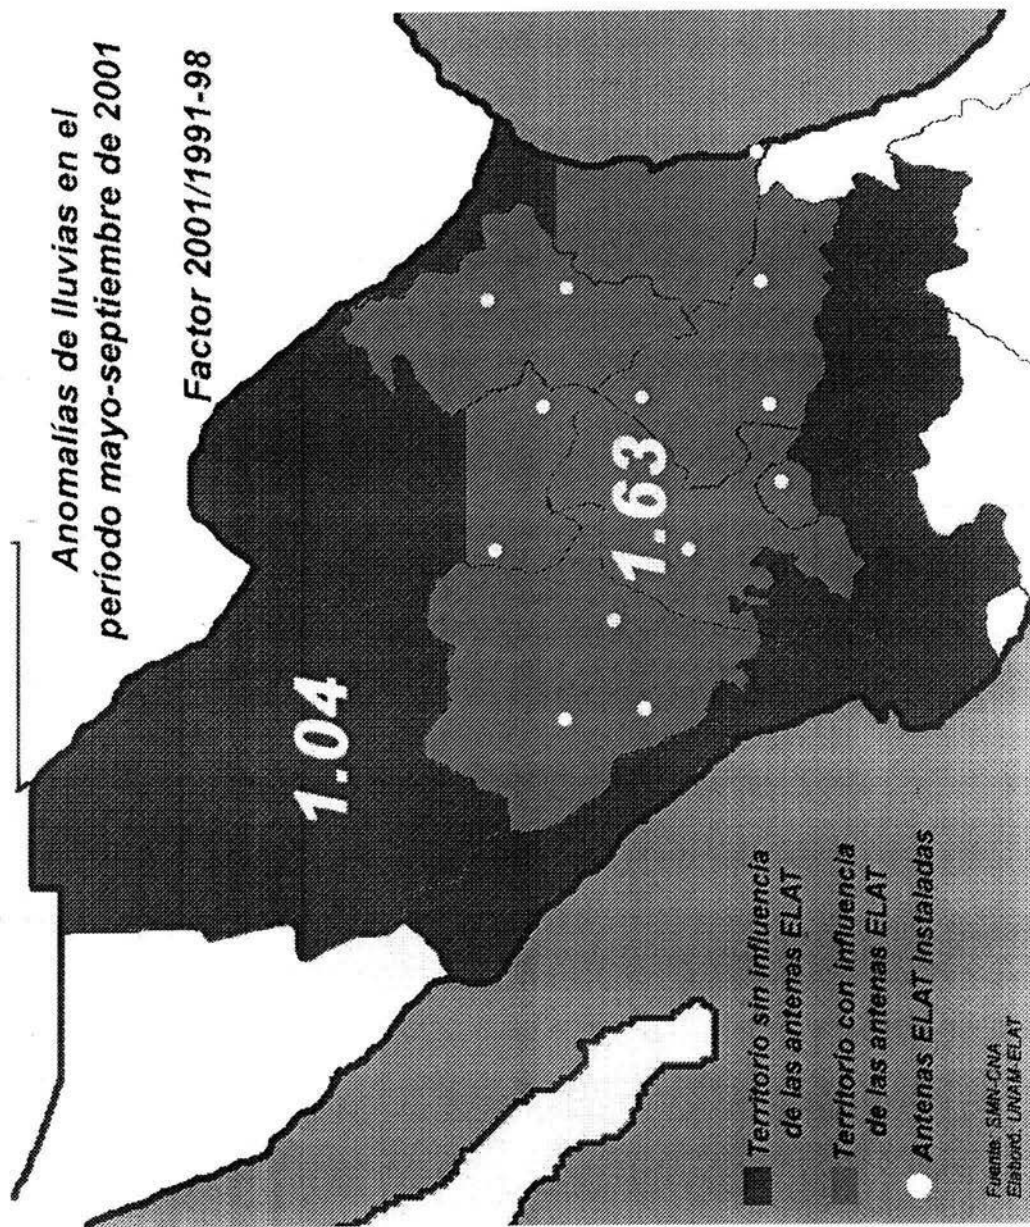 Anomalías de lluvias en el
período mayo-septiembre de 2001
Factor 2001/1991-98
1.04
1.63
Territorio sin influencia
de las antenas ELAT
Territorio con influencia
de las antenas ELAT
Antenas ELAT Instaladas
Fuente: SMN-CNA
Elaboró: UNAM-ELAT